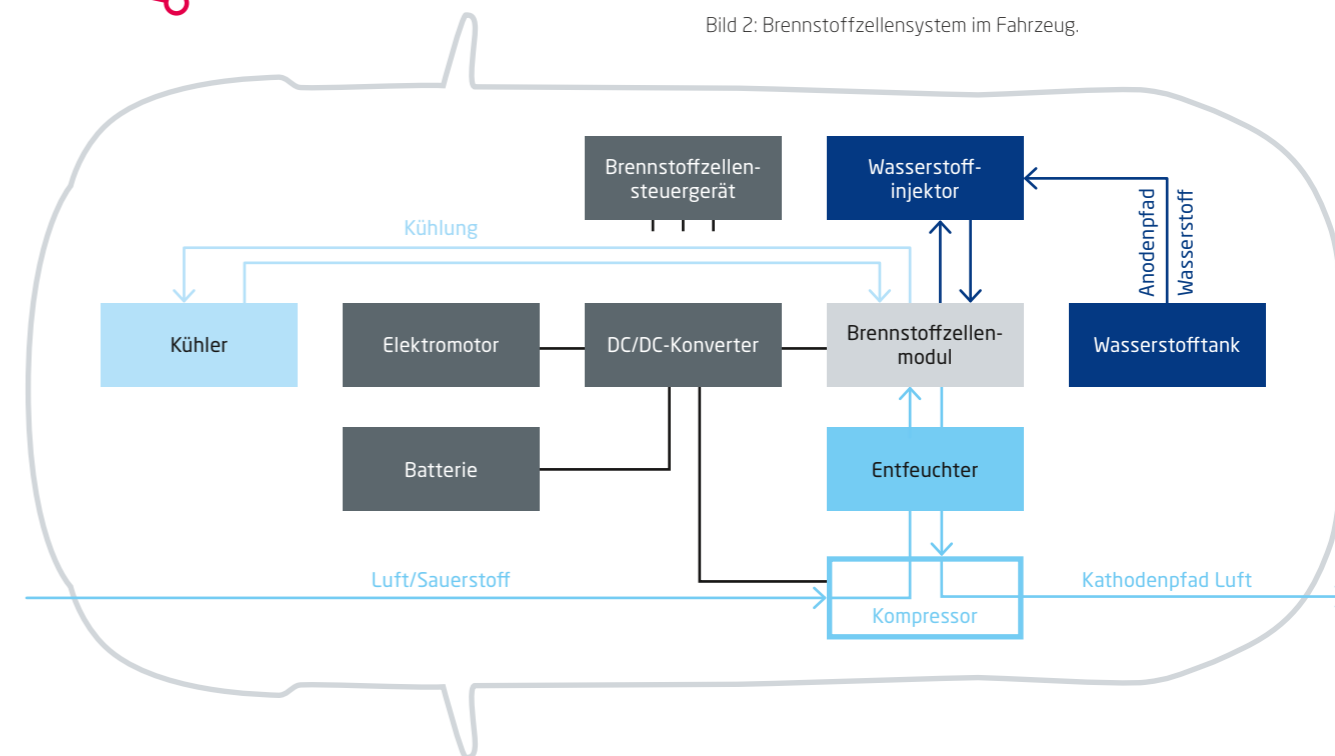 Bild 2: Brennstoffzellensystem im Fahrzeug.
Brennstoffzellen-
steuergerät
Wasserstoff-
injektor
Anodenpfad
Wasserstoff
Kühlung
Kühler
Elektromotor
DC/DC-Konverter
Brennstoffzellen-
modul
Wasserstofftank
Batterie
Entfeuchter
Luft/Sauerstoff
Kathodenpfad Luft
Kompressor